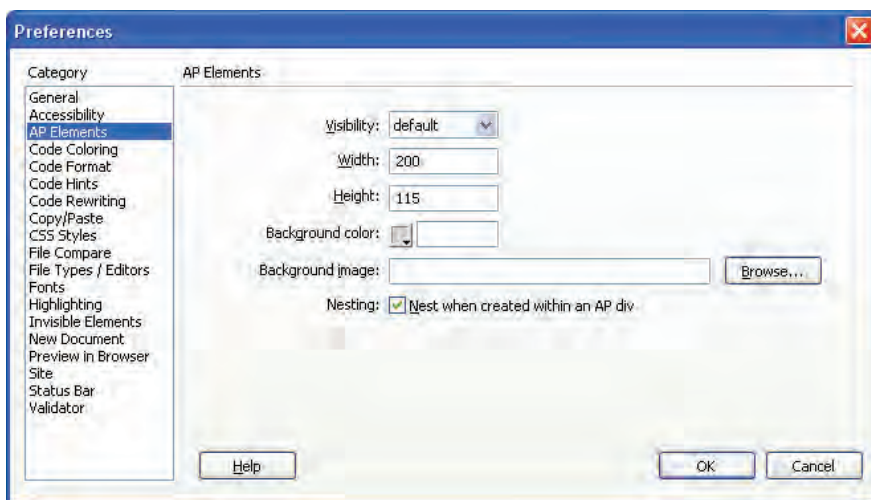 Preferences
Category
General
Accessibility
AP Elements
Code Coloring
Code Format
Code Hints
Code Rewriting
Copy/Paste
CSS Styles
File Compare
File Types / Editors
Fonts
Highlighting
Invisible Elements
New Document
Preview in Browser
Site
Status Bar
Validator
AP Elements
Visibility: default
Width: 200
Height: 115
Background color:
Background image: Browse...
Nesting: Nest when created within an AP div
Help OK Cancel